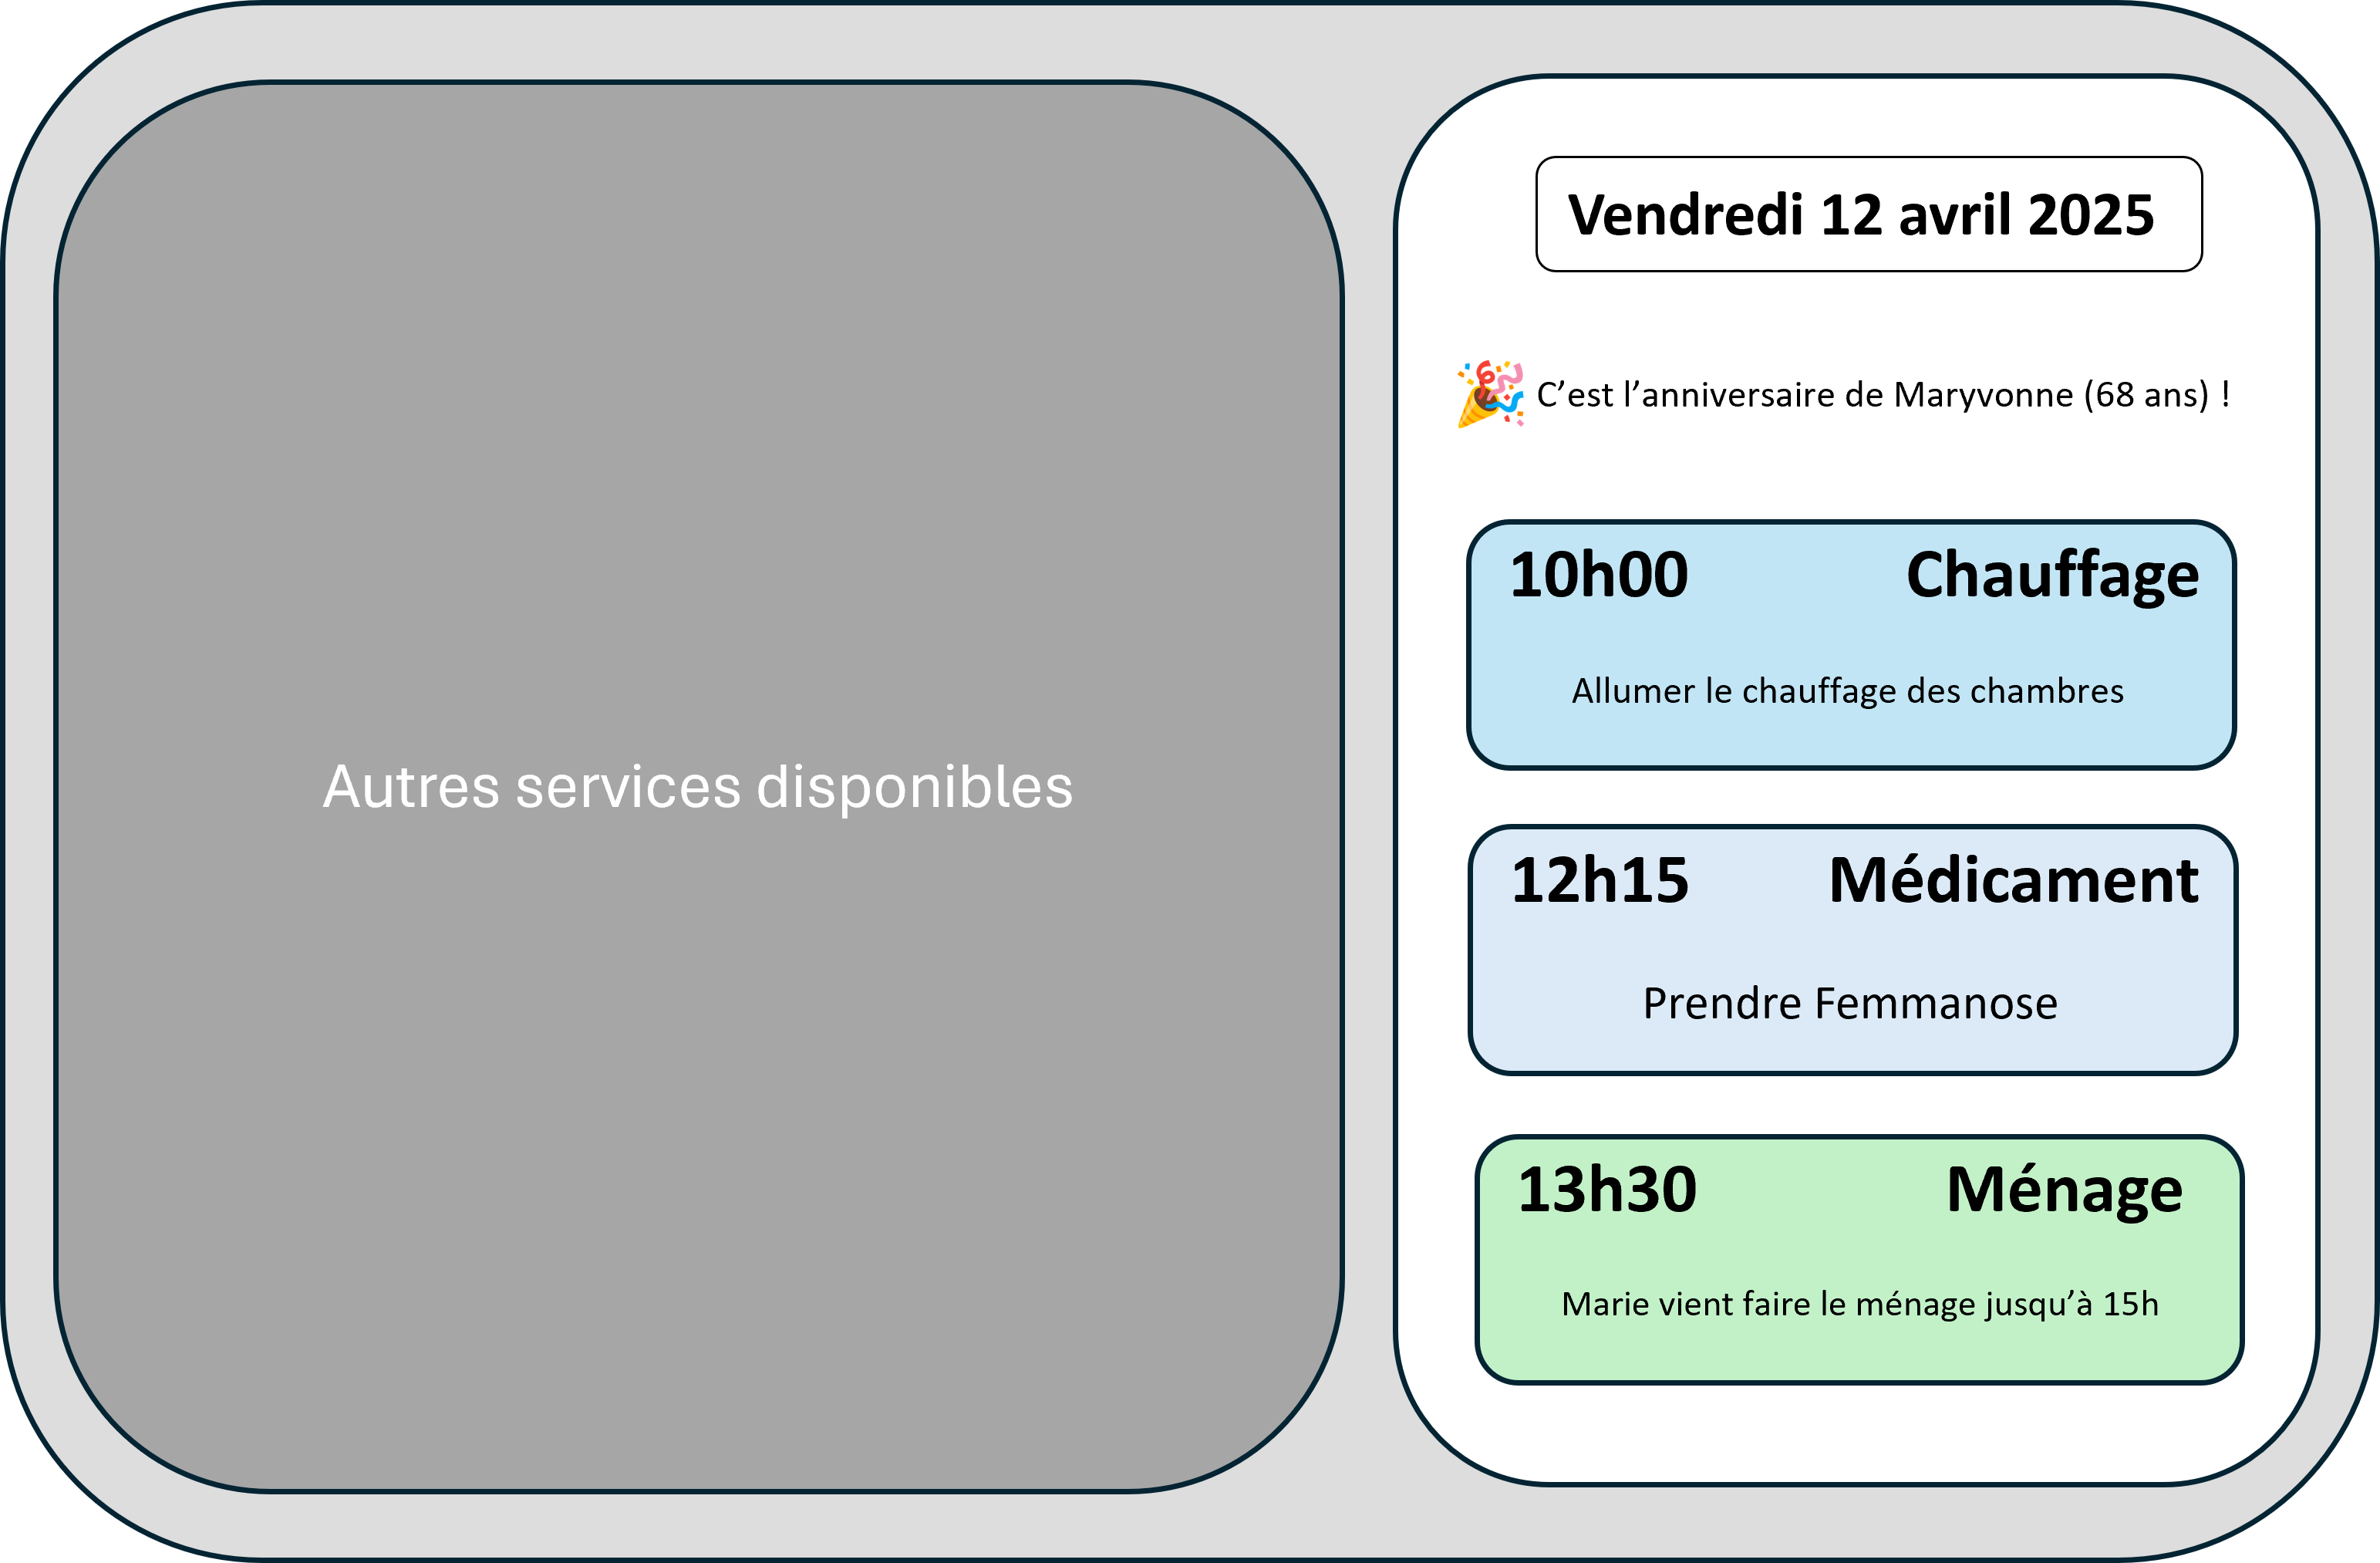 Autres services disponibles
Vendredi 12 avril 2025
C’est l’anniversaire de Maryvonne (68 ans) !
10h00 Chauffage
Allumer le chauffage des chambres
12h15 Médicament
Prendre Femmanose
13h30 Ménage
Marie vient faire le ménage jusqu’à 15h